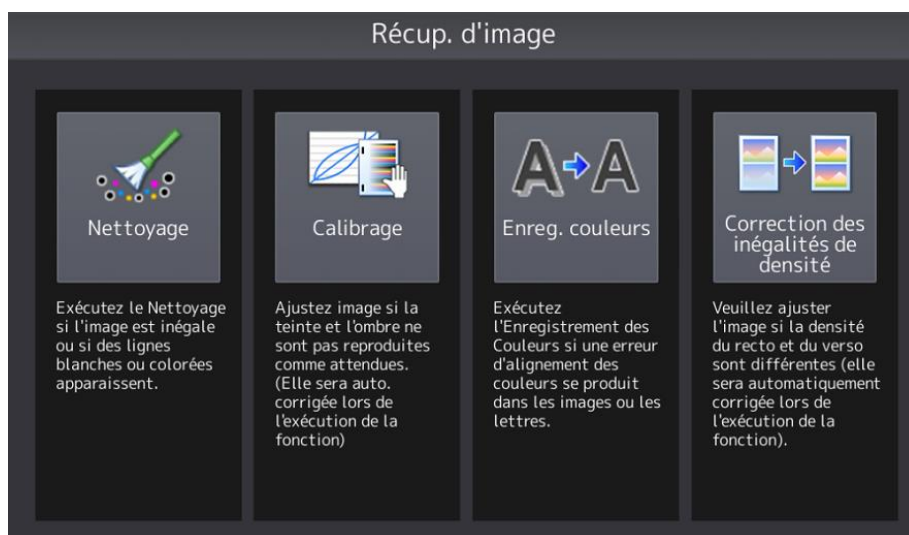 Récup. d'image
Nettoyage
Exécutez le Nettoyage
si l'image est inégale
ou si des lignes
blanches ou colorées
apparaissent.
Calibrage
Ajustez image si la
teinte et l'ombre ne
sont pas reproduites
comme attendues.
(Elle sera auto.
corrigée lors de
l'exécution de la
fonction)
A A
Enreg. couleurs
Exécutez
l'Enregistrement des
Couleurs si une erreur
d'alignement des
couleurs se produit
dans les images ou les
lettres.
Correction des
inégalités de
densité
Veuillez ajuster
l'image si la densité
du recto et du verso
sont différentes (elle
sera automatiquement
corrigée lors de
l'exécution de la
fonction).